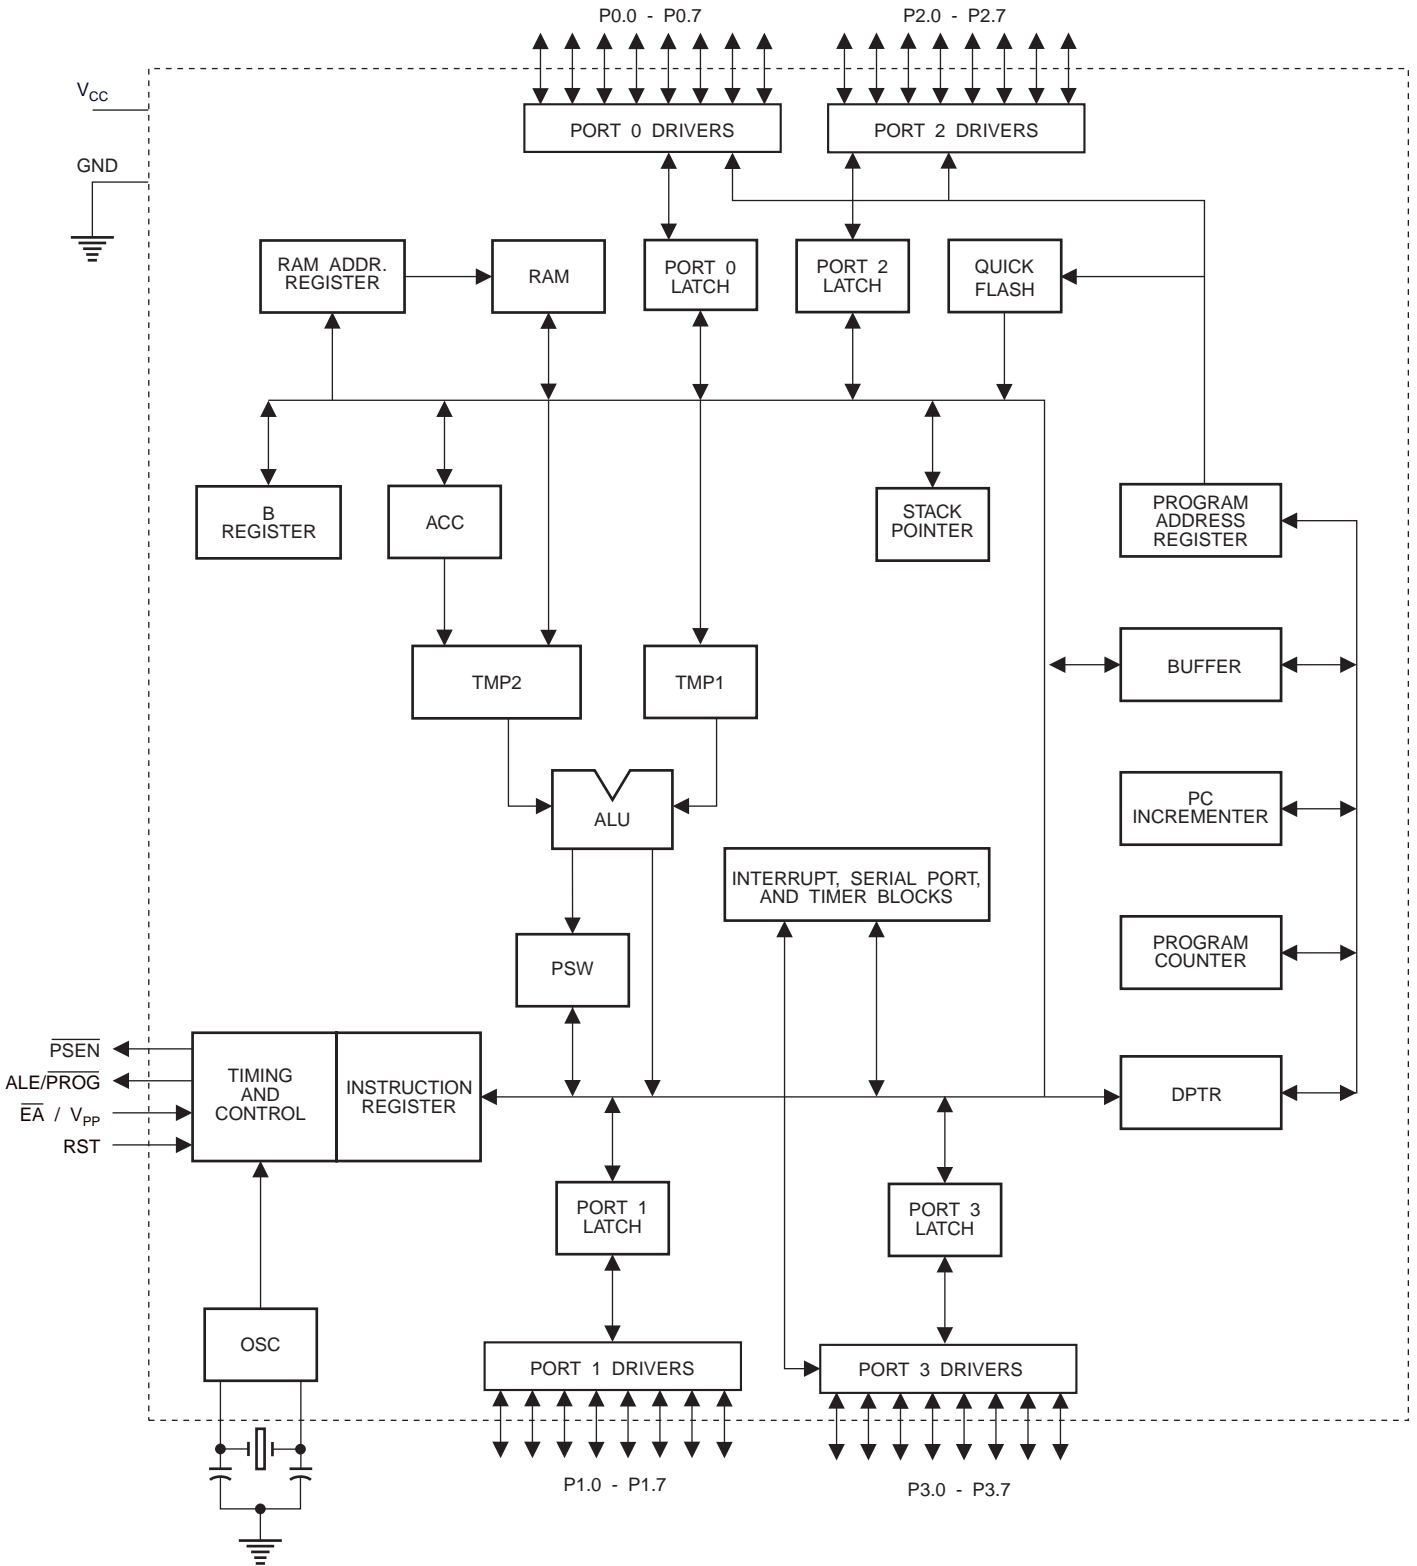 P0.0 - P0.7
P2.0 - P2.7
VCC
GND
PORT 0 DRIVERS
PORT 2 DRIVERS
RAM ADDR.
REGISTER
RAM
PORT 0
LATCH
PORT 2
LATCH
QUICK
FLASH
B
REGISTER
ACC
STACK
POINTER
PROGRAM
ADDRESS
REGISTER
TMP2
TMP1
BUFFER
ALU
PC
INCREMENTER
INTERRUPT, SERIAL PORT,
AND TIMER BLOCKS
PSW
PROGRAM
COUNTER
PSEN
ALE/PROG
EA / VPP
RST
TIMING
AND
CONTROL
INSTRUCTION
REGISTER
DPTR
PORT 1
LATCH
PORT 3
LATCH
OSC
PORT 1 DRIVERS
PORT 3 DRIVERS
P1.0 - P1.7
P3.0 - P3.7